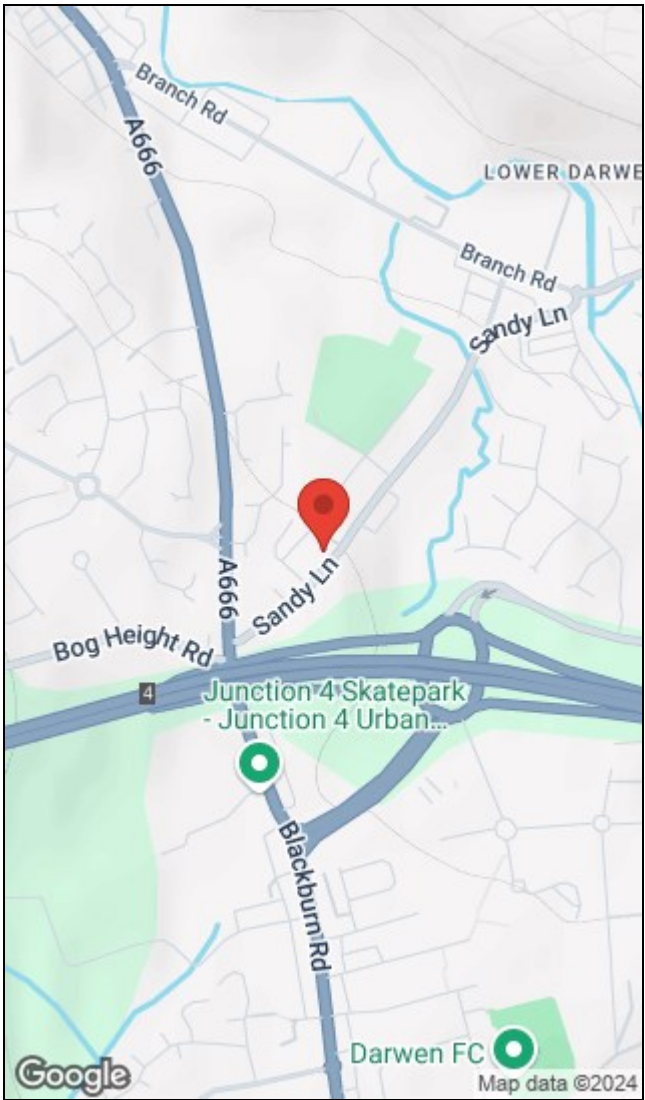 Branch Rd
A666
LOWER DARWE
Branch Rd
Sandy Ln
A666
Sandy Ln
Bog Height Rd
4
Junction 4 Skatepark
- Junction 4 Urban...
Blackburn Rd
Darwen FC
Google
Map data ©2024